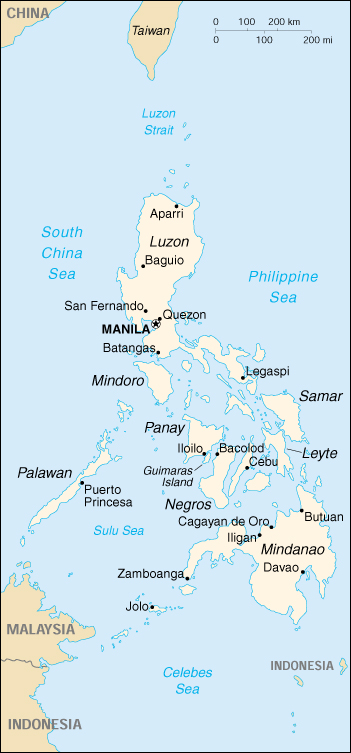 CHINA
Taiwan
0 100 200 km
0 100 200 mi
Luzon
Strait
Aparri
Luzon
South
China
Sea
Baguio
Philippine
Sea
San Fernando
Quezon
MANILA
Batangas
Mindoro
Legaspi
Samar
Panay
Leyte
Iloilo
Bacolod
Cebu
Guimaras
Island
Palawan
Puerto
Princesa
Negros
Butuan
Cagayan de Oro
Sulu Sea
Iligan
Mindanao
Davao
Zamboanga
Jolo
MALAYSIA
Celebes
Sea
INDONESIA
INDONESIA